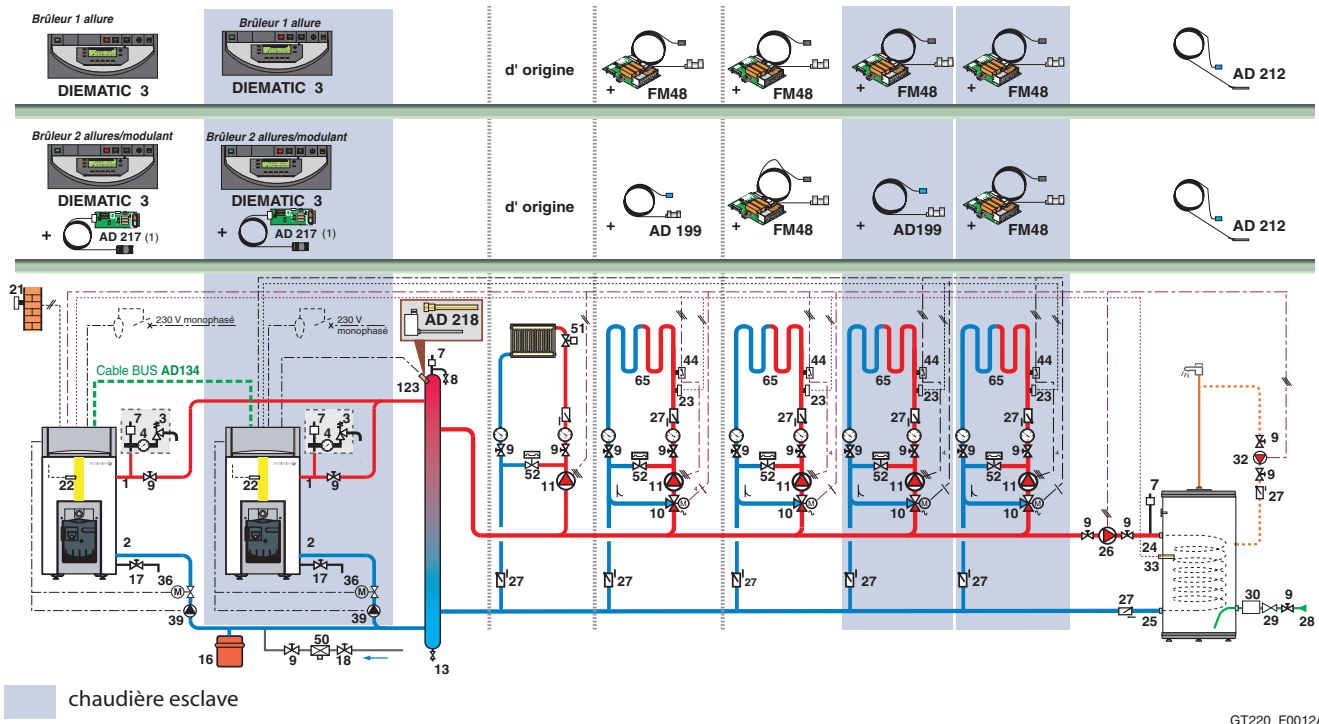 Brûleur 1 allure
DIEMATIC 3
Brûleur 1 allure
DIEMATIC 3
d' origine
+ FM48
+ FM48
+ FM48
+ FM48
AD 212
Brûleur 2 allures/modulant
DIEMATIC 3
+ AD 217 (1)
Brûleur 2 allures/modulant
DIEMATIC 3
+ AD 217 (1)
d' origine
+ AD 199
+ FM48
+ AD199
+ FM48
AD 212
21
230 V monophasé
230 V
monophasé
AD 218
Cable BUS AD134
123
7
8
51
44
44
44
44
65
65
65
65
23
23
23
23
27
27
27
27
7
3
4
7
3
4
9
9
9
9
9
9
9
9
9
52
52
52
52
52
11
11
11
11
11
10
10
10
10
M
M
M
M
4
4
4
4
22
1
9
22
1
9
2
17
36
M
39
2
17
36
M
39
16
9
50
18
13
27
27
27
27
27
9
26
9
7
24
33
27
25
9
32
9
27
30
29
9
28
chaudière esclave
GT220_F0012A